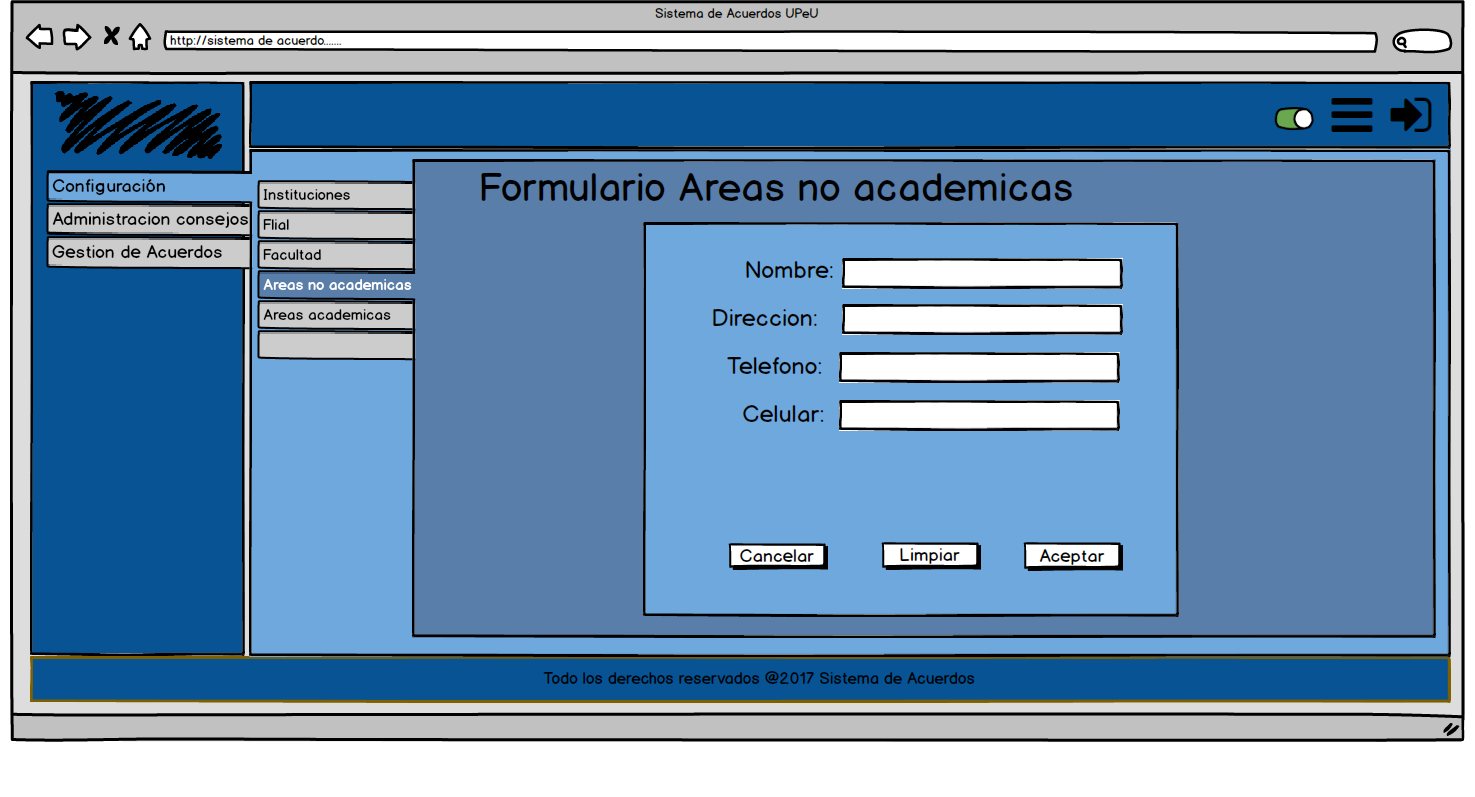 Sistema de Acuerdos UPeU
http://sistema de acuerdo......
Configuración
Administracion consejos
Gestion de Acuerdos
Instituciones
Flial
Facultad
Areas no academicas
Areas academicas
Formulario Areas no academicas
Nombre:
Direccion:
Telefono:
Celular:
Cancelar Limpiar Aceptar
Todo los derechos reservados @2017 Sistema de Acuerdos